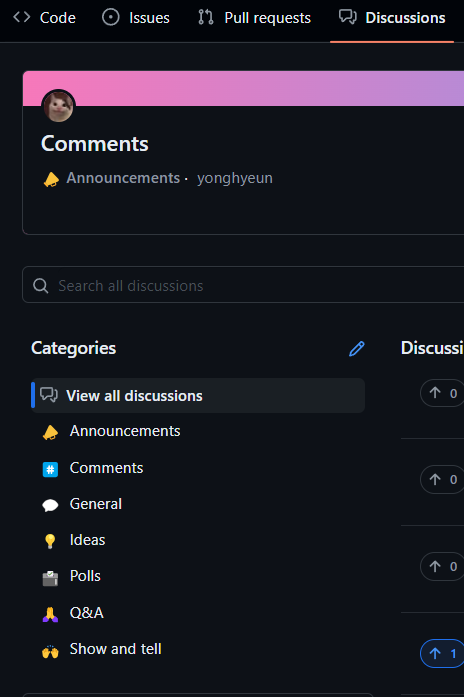 Code Issues Pull requests Discussions
Comments
Announcements · yonghyeun
Search all discussions
Categories
View all discussions
Announcements
Comments
General
Ideas
Polls
Q&A
Show and tell
Discussi
0
0
0
1